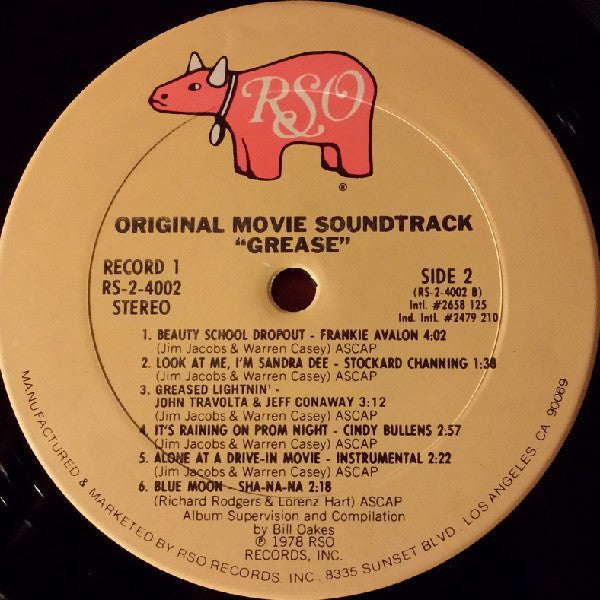 RSO
®
ORIGINAL MOVIE SOUNDTRACK
"GREASE"
RECORD 1
RS-2-4002
STEREO
SIDE 2
(RS-2-4002 B)
Intl. #2658 125
Ind. Intl. #2479 210
1. BEAUTY SCHOOL DROPOUT - FRANKIE AVALON 4:02
(Jim Jacobs & Warren Casey) ASCAP
2. LOOK AT ME, I'M SANDRA DEE - STOCKARD CHANNING 1:38
(Jim Jacobs & Warren Casey) ASCAP
3. GREASED LIGHTNIN' -
JOHN TRAVOLTA & JEFF CONAWAY 3:12
(Jim Jacobs & Warren Casey) ASCAP
4. IT'S RAINING ON PROM NIGHT - CINDY BULLENS 2:57
(Jim Jacobs & Warren Casey) ASCAP
5. ALONE AT A DRIVE-IN MOVIE - INSTRUMENTAL 2:22
(Jim Jacobs & Warren Casey) ASCAP
6. BLUE MOON - SHA-NA-NA 2:18
(Richard Rodgers & Lorenz Hart) ASCAP
Album Supervision and Compilation
by Bill Oakes
℗ 1978 RSO
RECORDS, INC.
MANUFACTURED & MARKETED BY RSO RECORDS, INC. 8335 SUNSET BLVD. LOS ANGELES, CA 90069